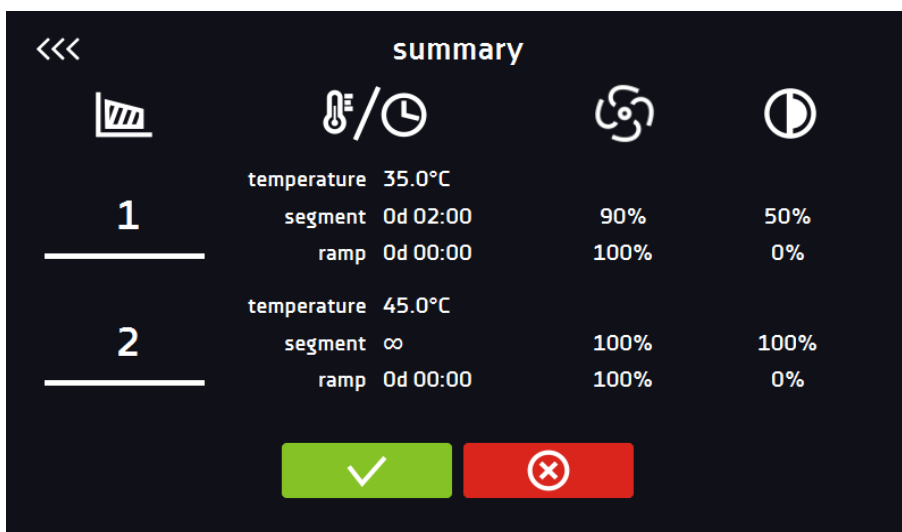 <<< summary
temperature 35.0°C
1 segment 0d 02:00 90% 50%
ramp 0d 00:00 100% 0%
temperature 45.0°C
2 segment ∞ 100% 100%
ramp 0d 00:00 100% 0%